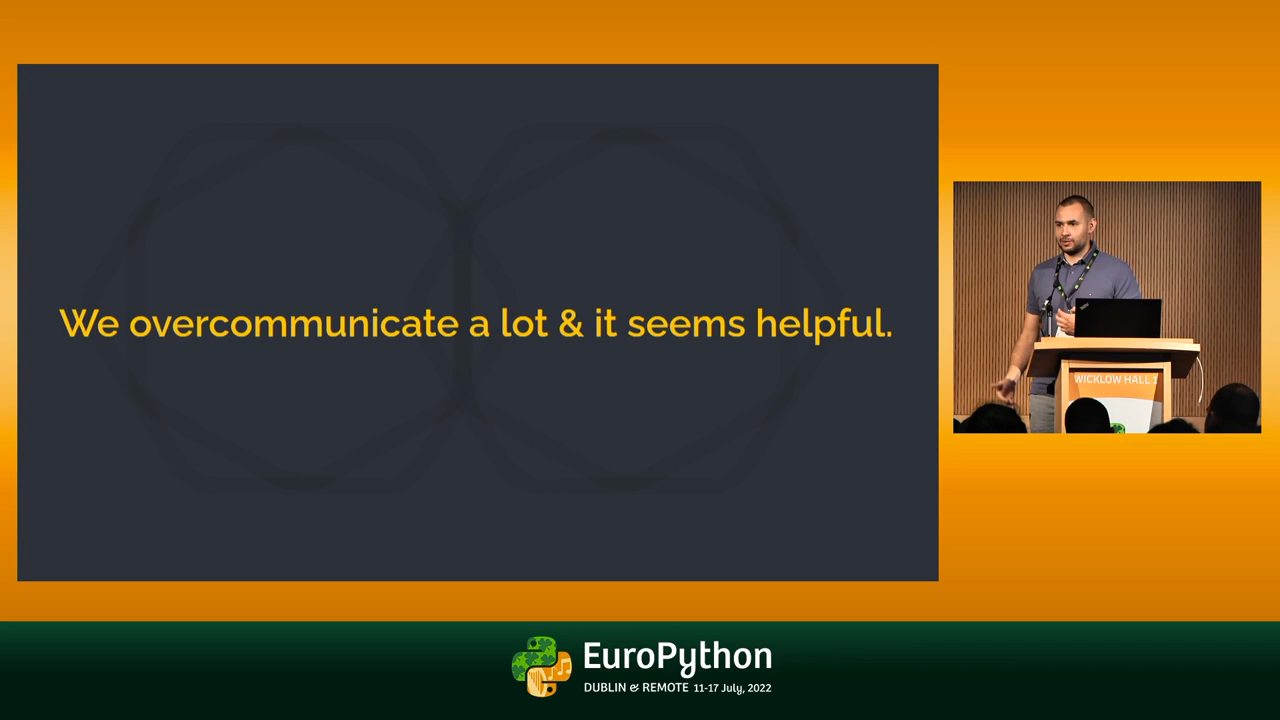 We overcommunicate a lot & it seems helpful.
WICKLOW HALL 1
EuroPython
DUBLIN & REMOTE 11-17 July, 2022